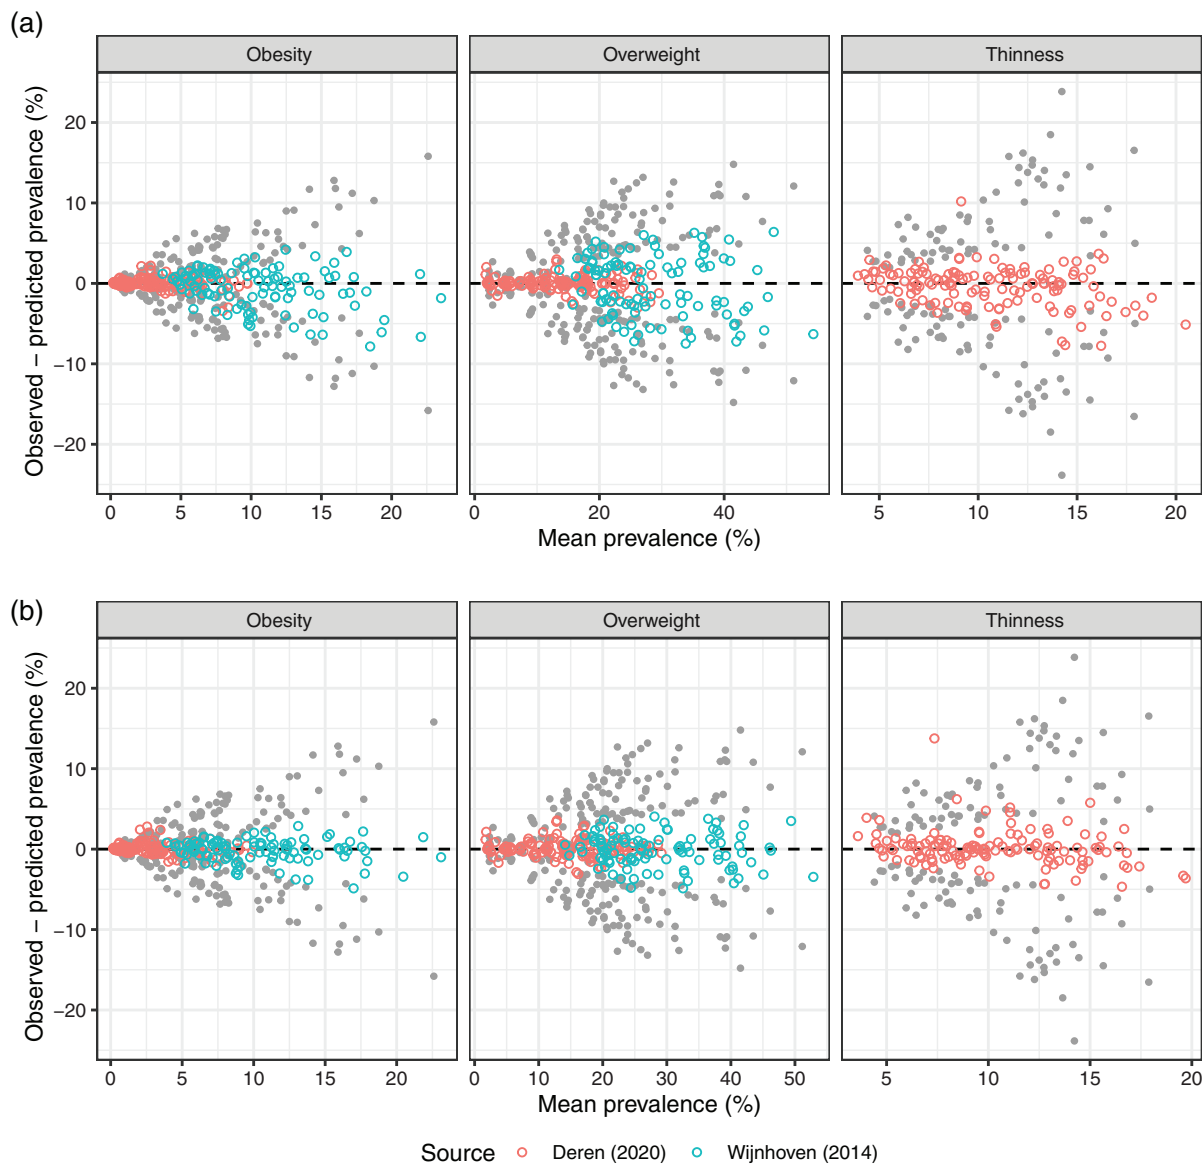 (a)
Obesity Overweight Thinness
Observed − predicted prevalence (%)
20
10
0
−10
−20
0 5 10 15 20 0 20 40 5 10 15 20
Mean prevalence (%)
(b)
Obesity Overweight Thinness
Observed − predicted prevalence (%)
20
10
0
−10
−20
0 5 10 15 20 0 10 20 30 40 50 5 10 15 20
Mean prevalence (%)
Source Deren (2020) Wijnhoven (2014)